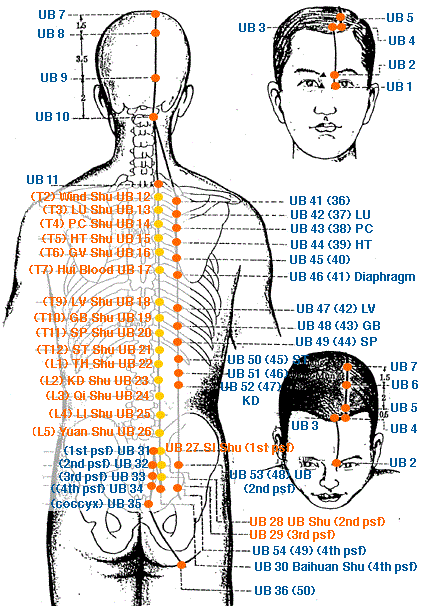 UB 7
UB 8
UB 9
UB 10
1.5
3.5
2
UB 11
(T2) Wind Shu UB 12
(T3) LU Shu UB 13
(T4) PC Shu UB 14
(T5) HT Shu UB 15
(T6) GV Shu UB 16
(T7) Hui Blood UB 17
(T9) LV Shu UB 18
(T10) GB Shu UB 19
(T11) SP Shu UB 20
(T12) ST Shu UB 21
(L1) TH Shu UB 22
(L2) KD Shu UB 23
(L3) Qi Shu UB 24
(L4) LI Shu UB 25
(L5) Yuan Shu UB 26
(1st psf) UB 31
(2nd psf) UB 32
(3rd psf) UB 33
(4th psf) UB 34
(coccyx) UB 35
UB 27 SI Shu (1st psf)
UB 41 (36)
UB 42 (37) LU
UB 43 (38) PC
UB 44 (39) HT
UB 45 (40)
UB 46 (41) Diaphragm
UB 47 (42) LV
UB 48 (43) GB
UB 49 (44) SP
UB 50 (45) ST
UB 51 (46)
UB 52 (47)
KD
UB 53 (48) UB
(2nd psf)
UB 28 UB Shu (2nd psf)
UB 29 (3rd psf)
UB 54 (49) (4th psf)
UB 30 Baihuan Shu (4th psf)
UB 36 (50)
UB 3
UB 5
UB 4
UB 2
UB 1
UB 7
UB 6
UB 5
UB 4
UB 3
UB 2
1.5
0.5